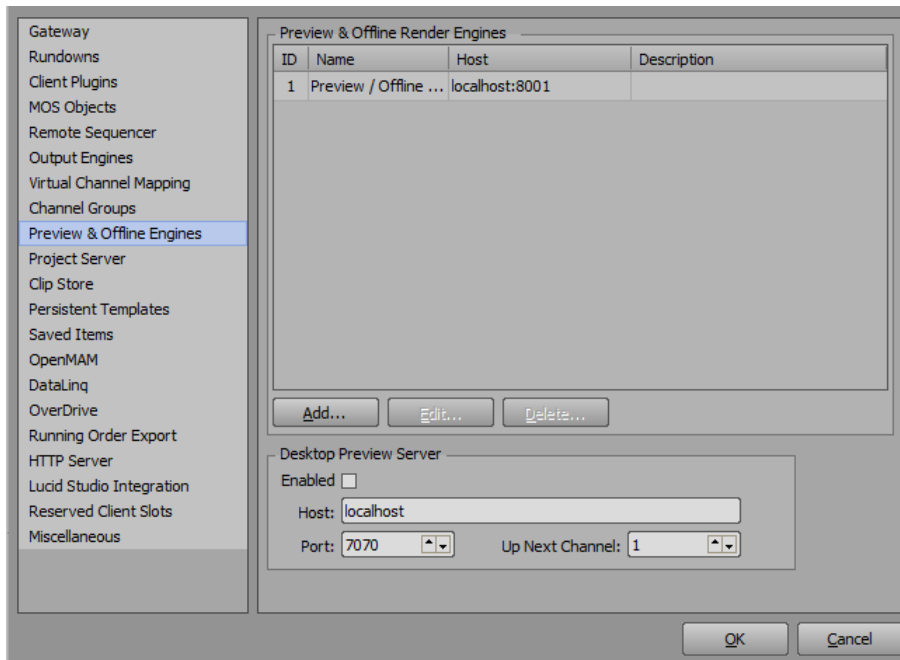 Gateway
Rundowns
Client Plugins
MOS Objects
Remote Sequencer
Output Engines
Virtual Channel Mapping
Channel Groups
Preview & Offline Engines
Project Server
Clip Store
Persistent Templates
Saved Items
OpenMAM
DataLinq
OverDrive
Running Order Export
HTTP Server
Lucid Studio Integration
Reserved Client Slots
Miscellaneous
Preview & Offline Render Engines
ID Name Host Description
1 Preview / Offline ... localhost:8001
Add... Edit... Delete...
Desktop Preview Server
Enabled
Host: localhost
Port: 7070 Up Next Channel: 1
OK Cancel